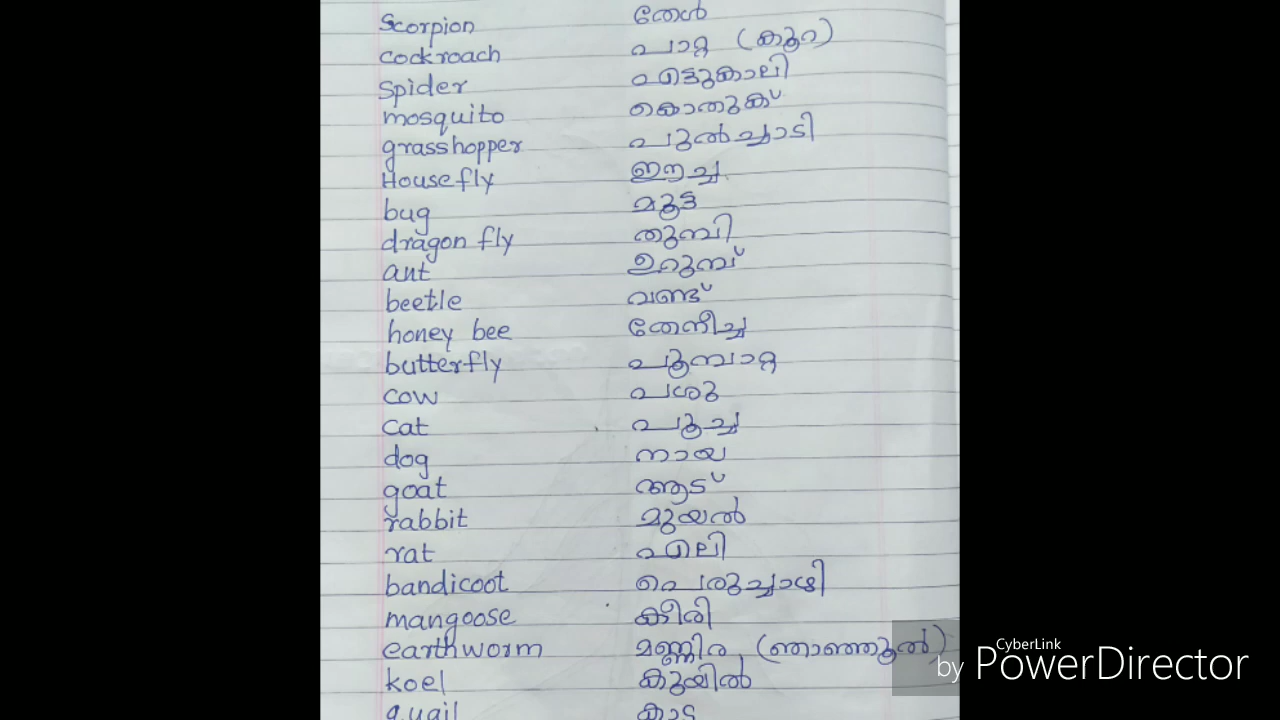 Scorpion തേൾ
cockroach പാറ്റ (കൂറ)
Spider എട്ടുകാലി
mosquito കൊതുക്
grasshopper പുൽച്ചാടി
Housefly ഈച്ച
bug മൂട്ട
dragon fly തുമ്പി
ant ഉറുമ്പ്
beetle വണ്ട്
honey bee തേനീച്ച
butterfly പൂമ്പാറ്റ
cow പശു
cat പൂച്ച
dog നായ
goat ആട്
rabbit മുയൽ
rat എലി
bandicoot പെരുച്ചാഴി
mangoose കീരി
earthworm മണ്ണിര (ഞാഞ്ഞൂൽ)
koel കുയിൽ
quail കാട
CyberLink
by PowerDirector